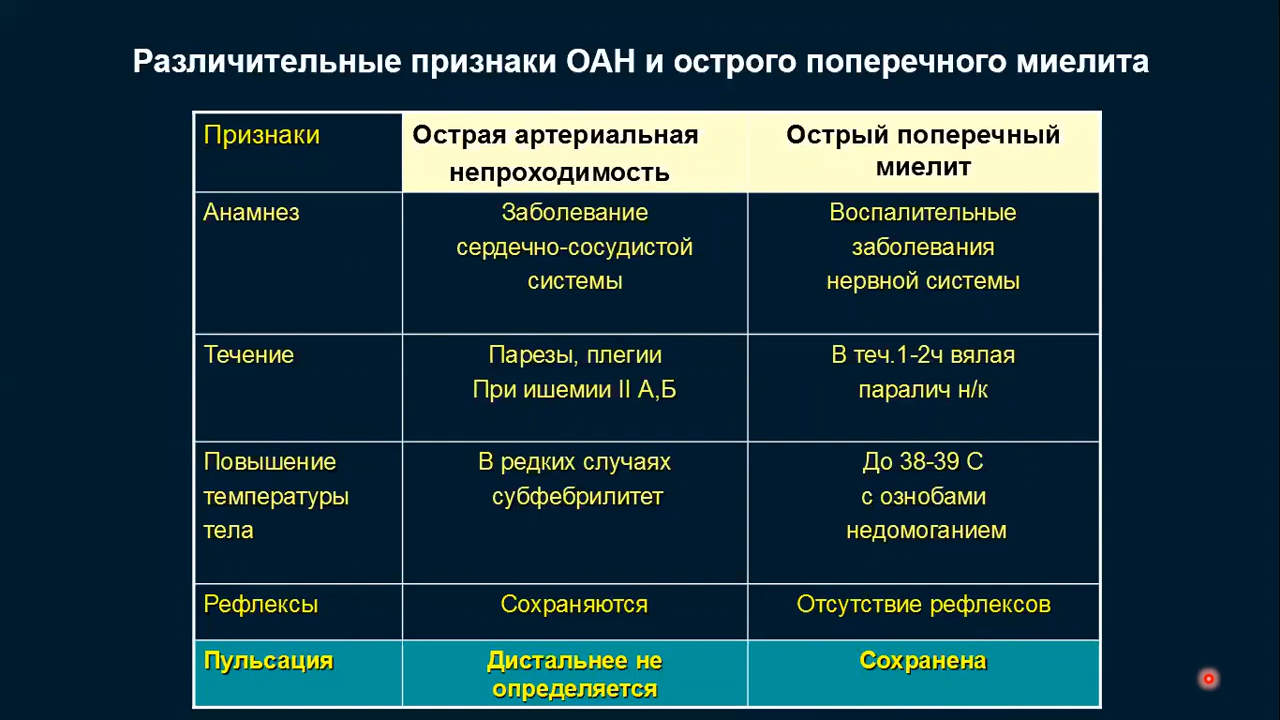 Различительные признаки ОАН и острого поперечного миелита
Признаки
Острая артериальная
непроходимость
Острый поперечный
миелит
Анамнез
Заболевание
сердечно-сосудистой
системы
Воспалительные
заболевания
нервной системы
Течение
Парезы, плегии
При ишемии II А,Б
В теч.1-2ч вялая
паралич н/к
Повышение
температуры
тела
В редких случаях
субфебрилитет
До 38-39 С
с ознобами
недомоганием
Рефлексы
Сохраняются
Отсутствие рефлексов
Пульсация
Дистальнее не
определяется
Сохранена